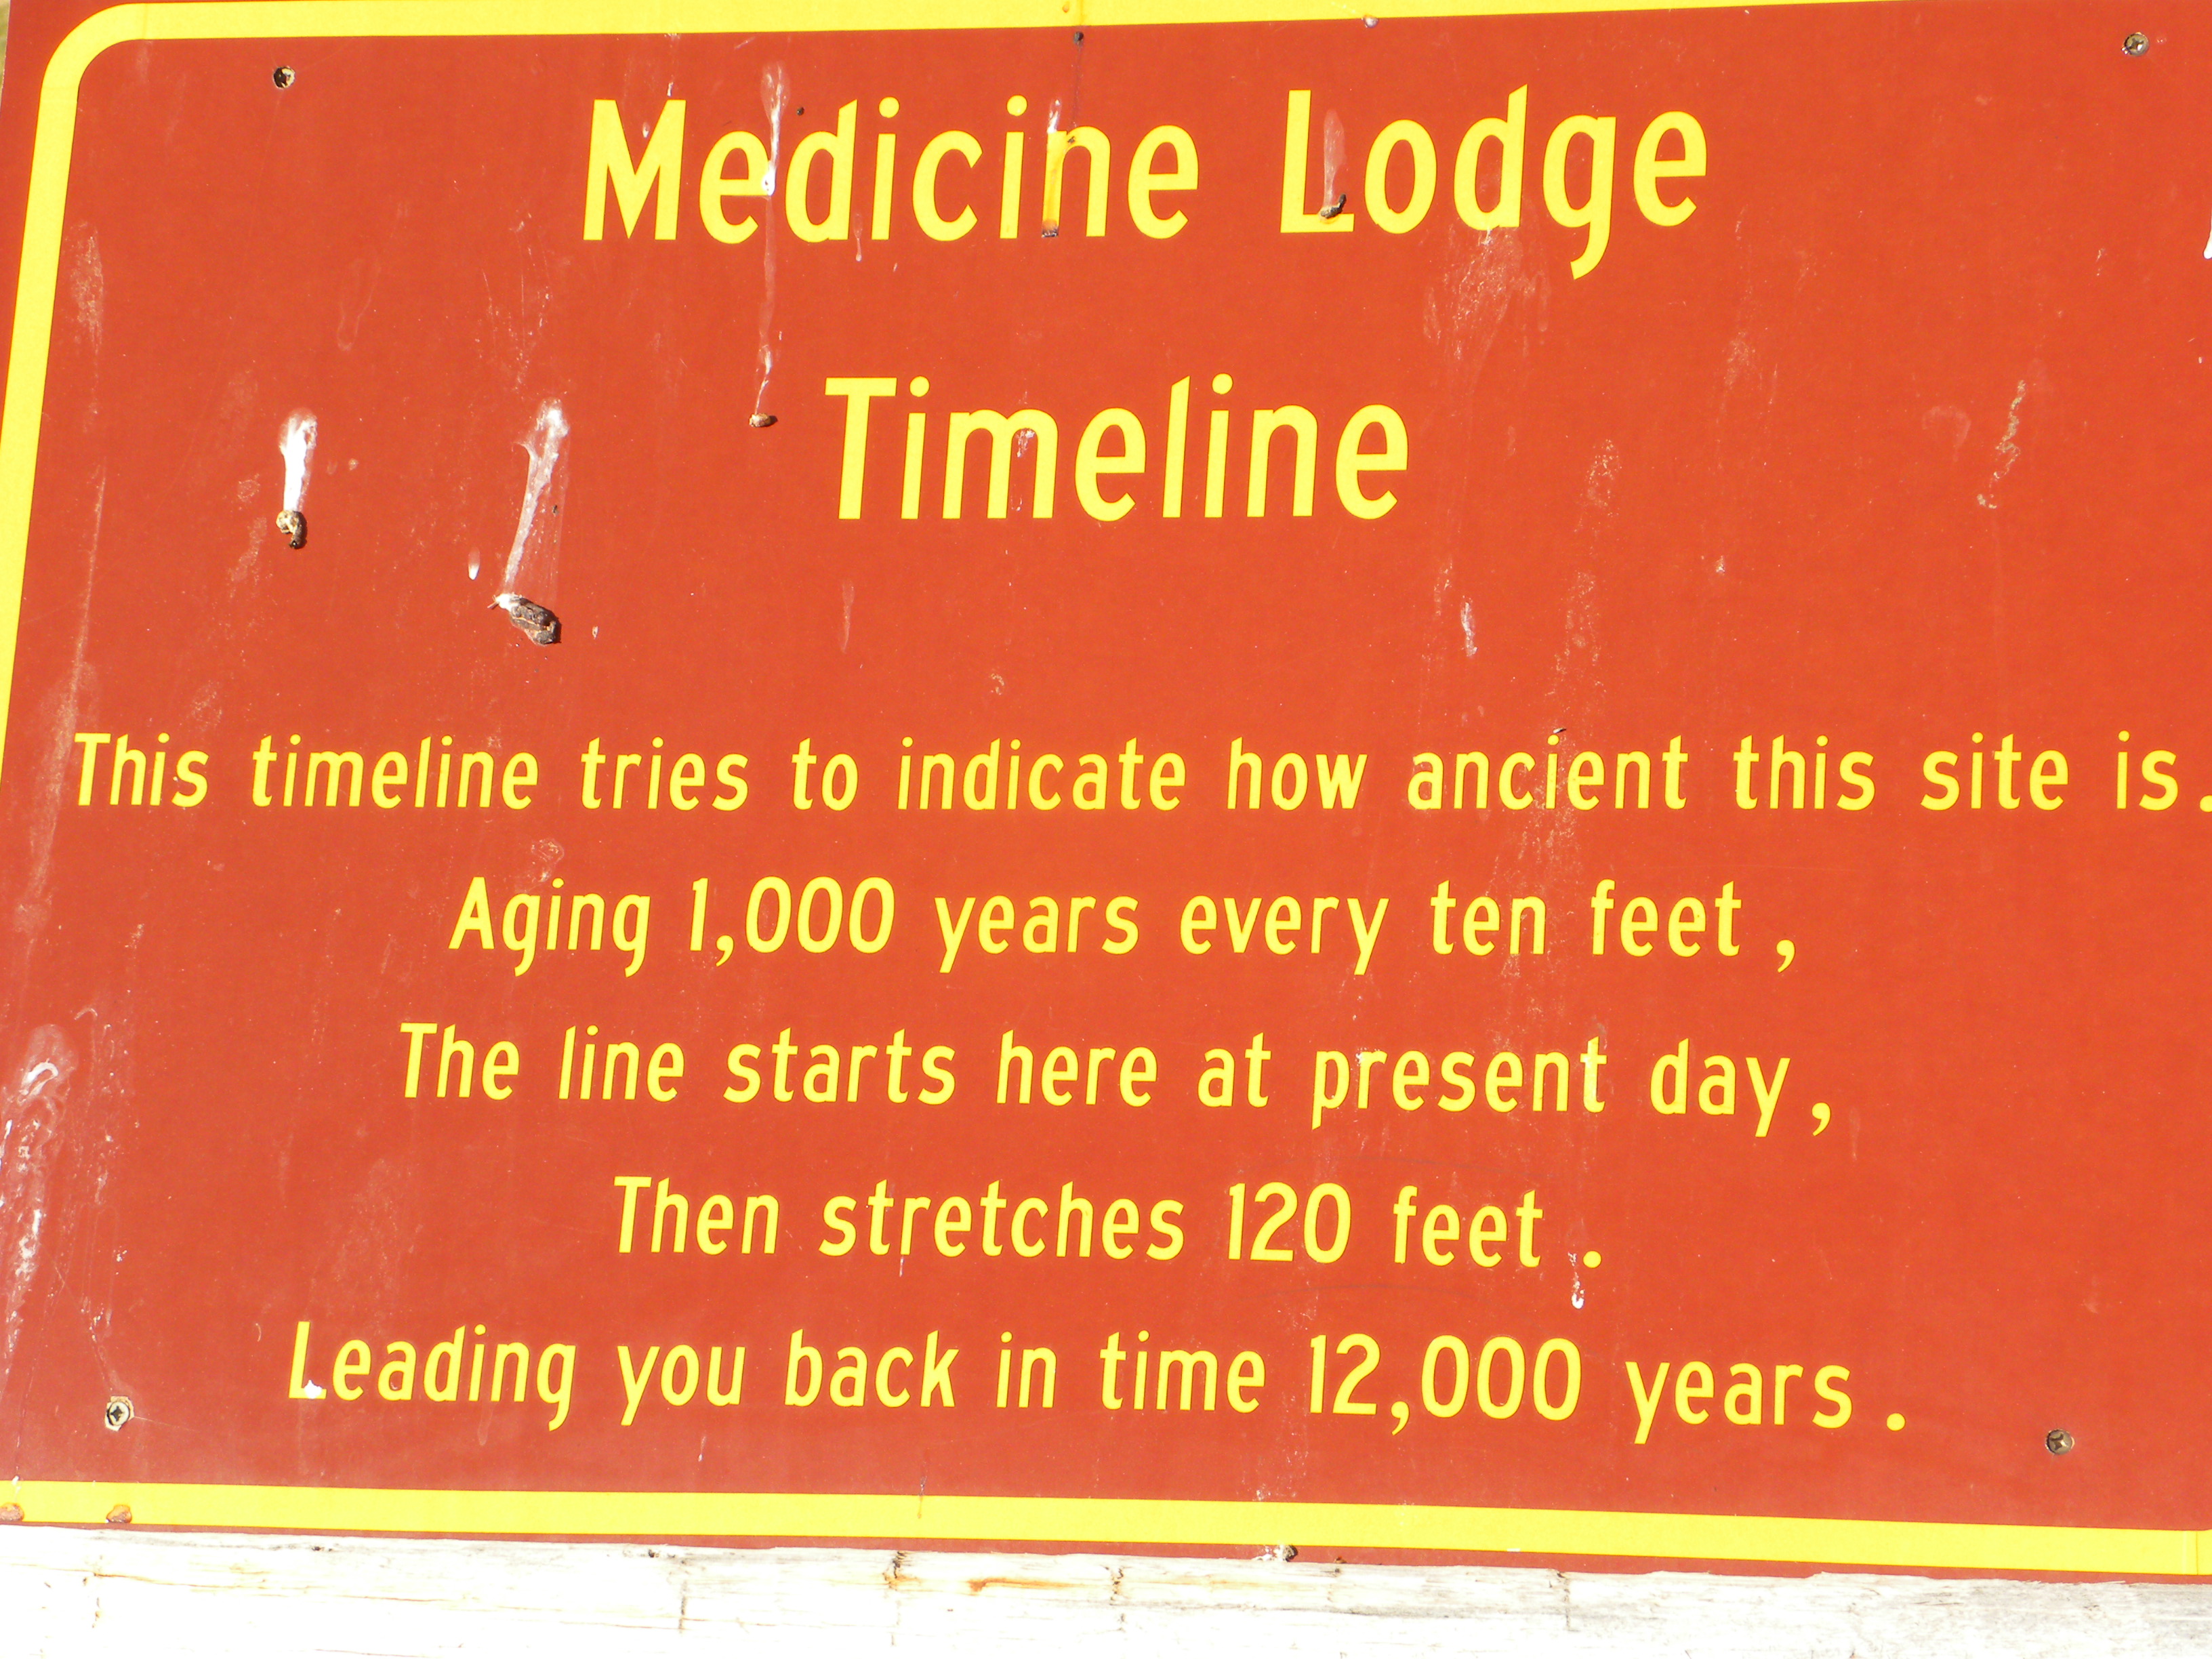 Medicine Lodge
Timeline
This timeline tries to indicate how ancient this site is.
Aging 1,000 years every ten feet ,
The line starts here at present day ,
Then stretches 120 feet .
Leading you back in time 12,000 years .